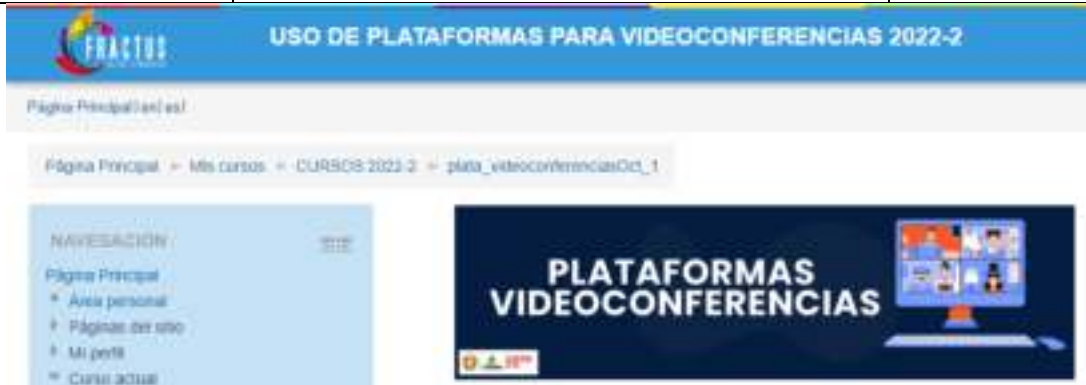 FRACTUS
USO DE PLATAFORMAS PARA VIDEOCONFERENCIAS 2022-2
Página Principal
Página Principal Mis cursos CURSOS 2022-2 plata_videoconferenciasOct_1
NAVEGACIÓN
Página Principal
Área personal
Páginas del sitio
Mi perfil
Curso actual
PLATAFORMAS
VIDEOCONFERENCIAS